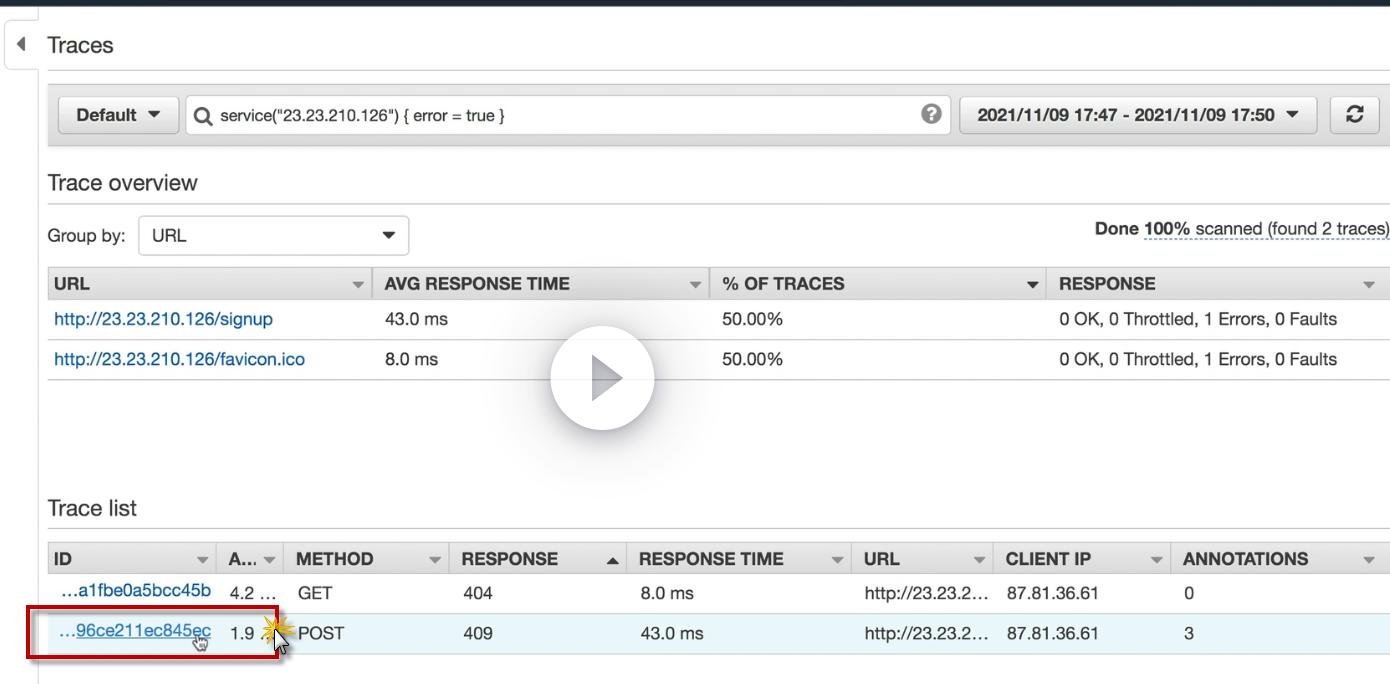 Traces
Default service("23.23.210.126") { error = true } ? 2021/11/09 17:47 - 2021/11/09 17:50
Trace overview
Group by: URL Done 100% scanned (found 2 traces)
URL AVG RESPONSE TIME % OF TRACES RESPONSE
http://23.23.210.126/signup 43.0 ms 50.00% 0 OK, 0 Throttled, 1 Errors, 0 Faults
http://23.23.210.126/favicon.ico 8.0 ms 50.00% 0 OK, 0 Throttled, 1 Errors, 0 Faults
Trace list
ID A... METHOD RESPONSE RESPONSE TIME URL CLIENT IP ANNOTATIONS
...a1fbe0a5bcc45b 4.2 ... GET 404 8.0 ms http://23.23.2... 87.81.36.61 0
...96ce211ec845ec 1.9 ... POST 409 43.0 ms http://23.23.2... 87.81.36.61 3